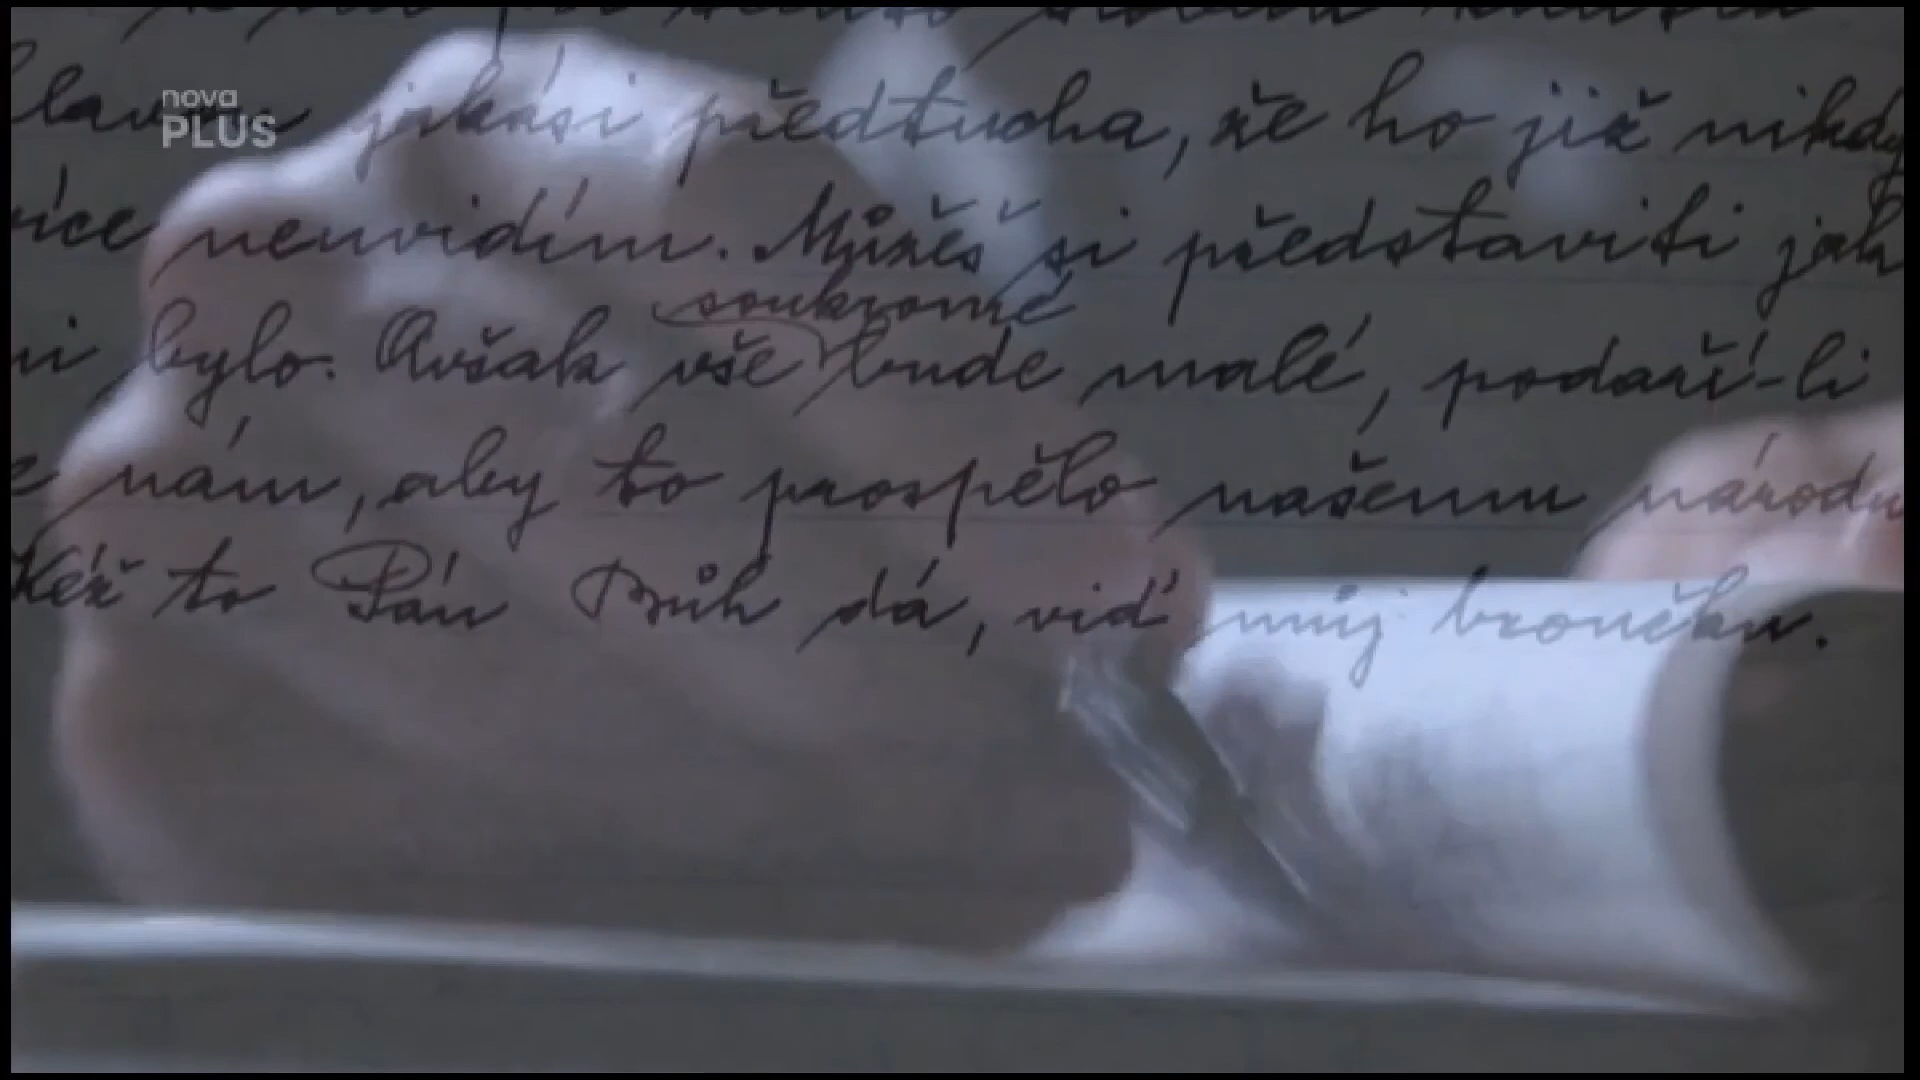 nova
PLUS
jakási předtucha, že ho již nikdy
více neuvidím. Můžeš si představiti jak
soukromé
mi bylo. Avšak vše bude malé, podaří-li
e nám, aby to prospělo našemu národu
Kéž to Pán Bůh dá, viď můj broučku.